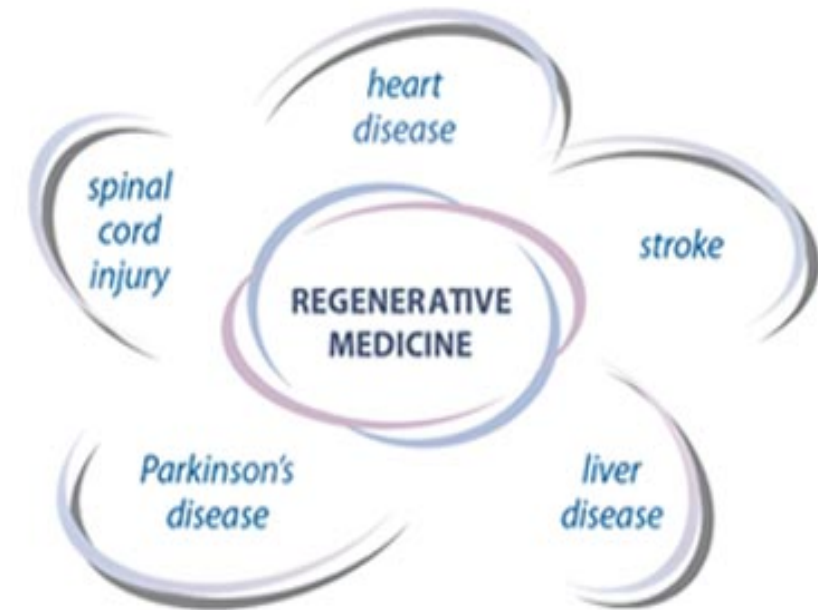 heart
disease
spinal
cord
injury
stroke
REGENERATIVE
MEDICINE
Parkinson's
disease
liver
disease